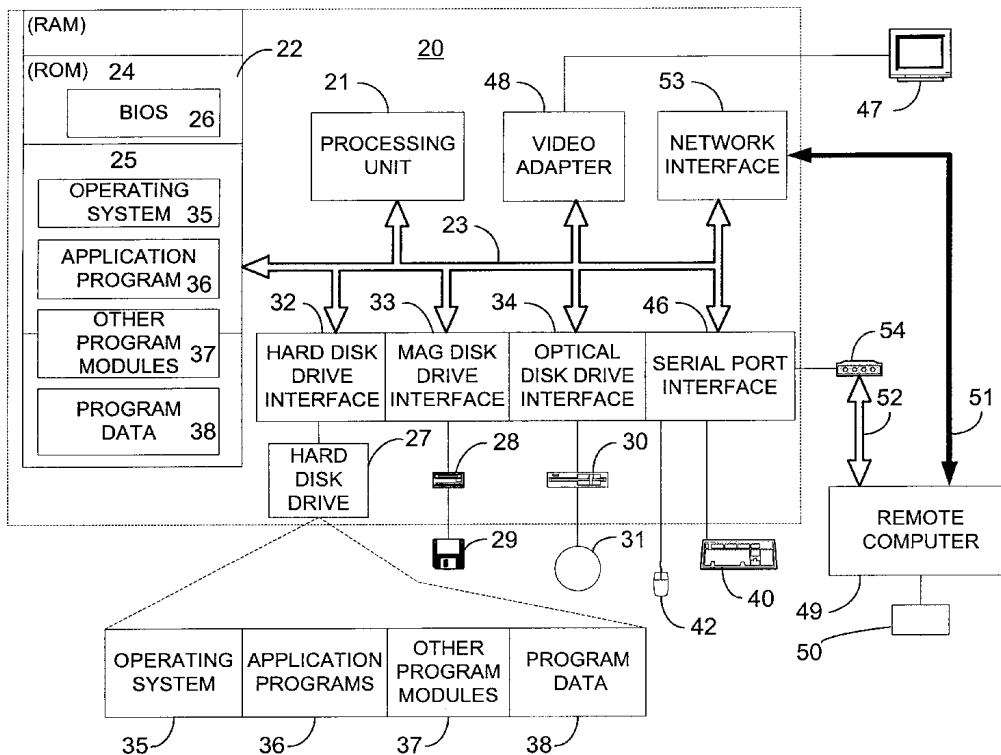 (RAM)
(ROM) 24
22
BIOS
26
25
OPERATING
SYSTEM 35
APPLICATION
PROGRAM 36
OTHER
PROGRAM
MODULES 37
PROGRAM
DATA 38
20
21
PROCESSING
UNIT
48
VIDEO
ADAPTER
53
NETWORK
INTERFACE
47
23
32
HARD DISK
DRIVE
INTERFACE
33
MAG DISK
DRIVE
INTERFACE
34
OPTICAL
DISK DRIVE
INTERFACE
46
SERIAL PORT
INTERFACE
54
52
51
27
HARD
DISK
DRIVE
28
30
29
31
42
40
REMOTE
COMPUTER
49
50
OPERATING
SYSTEM
APPLICATION
PROGRAMS
OTHER
PROGRAM
MODULES
PROGRAM
DATA
35
36
37
38